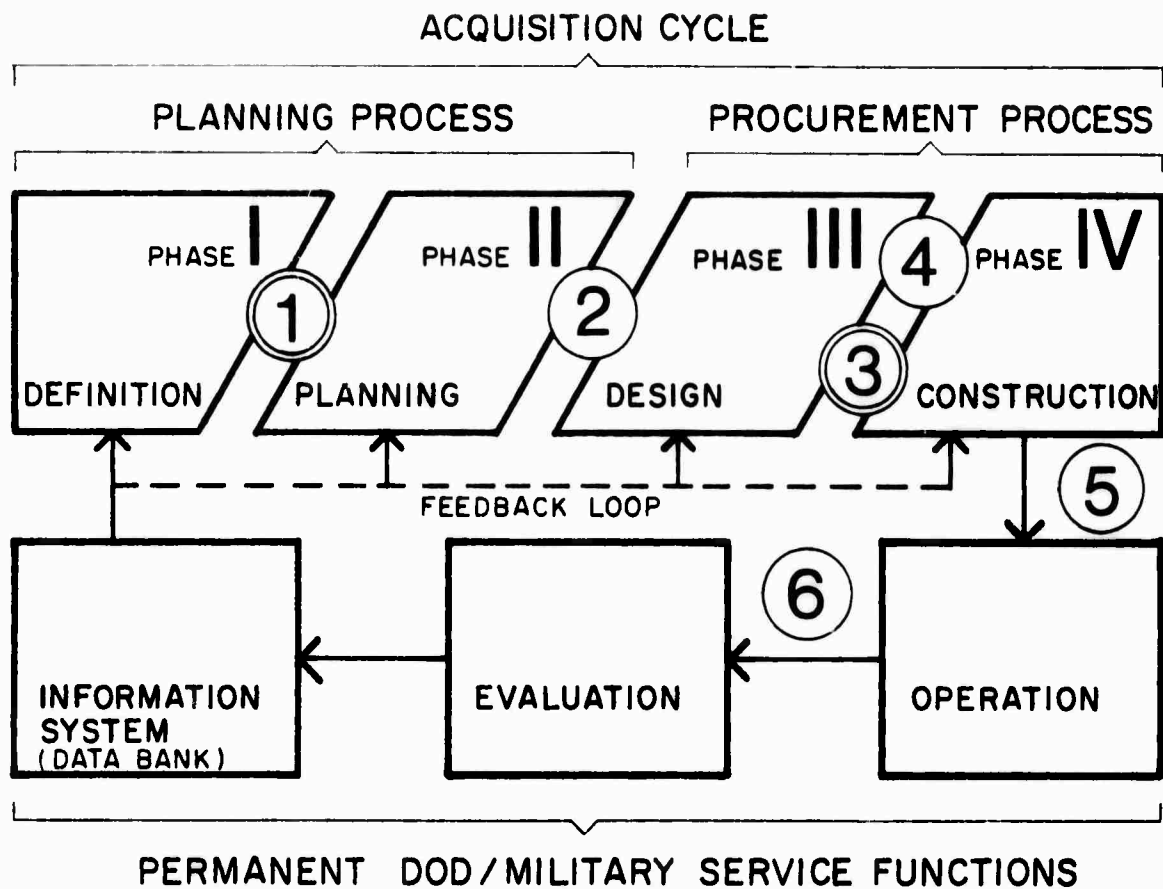 ACQUISITION CYCLE
PLANNING PROCESS
PROCUREMENT PROCESS
PHASE I
PHASE II
PHASE III
PHASE IV
1
2
3
4
DEFINITION
PLANNING
DESIGN
CONSTRUCTION
FEEDBACK LOOP
5
6
INFORMATION
SYSTEM
(DATA BANK)
EVALUATION
OPERATION
PERMANENT DOD/MILITARY SERVICE FUNCTIONS